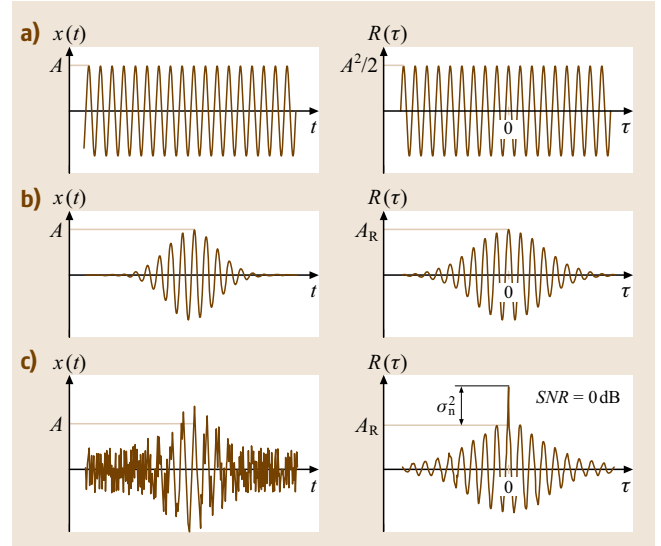 a) x(t) R(τ)
A A²/2
0
t τ
b) x(t) R(τ)
A A_R
0
t τ
c) x(t) R(τ)
σ_n² SNR = 0 dB
A A_R
0
t τ